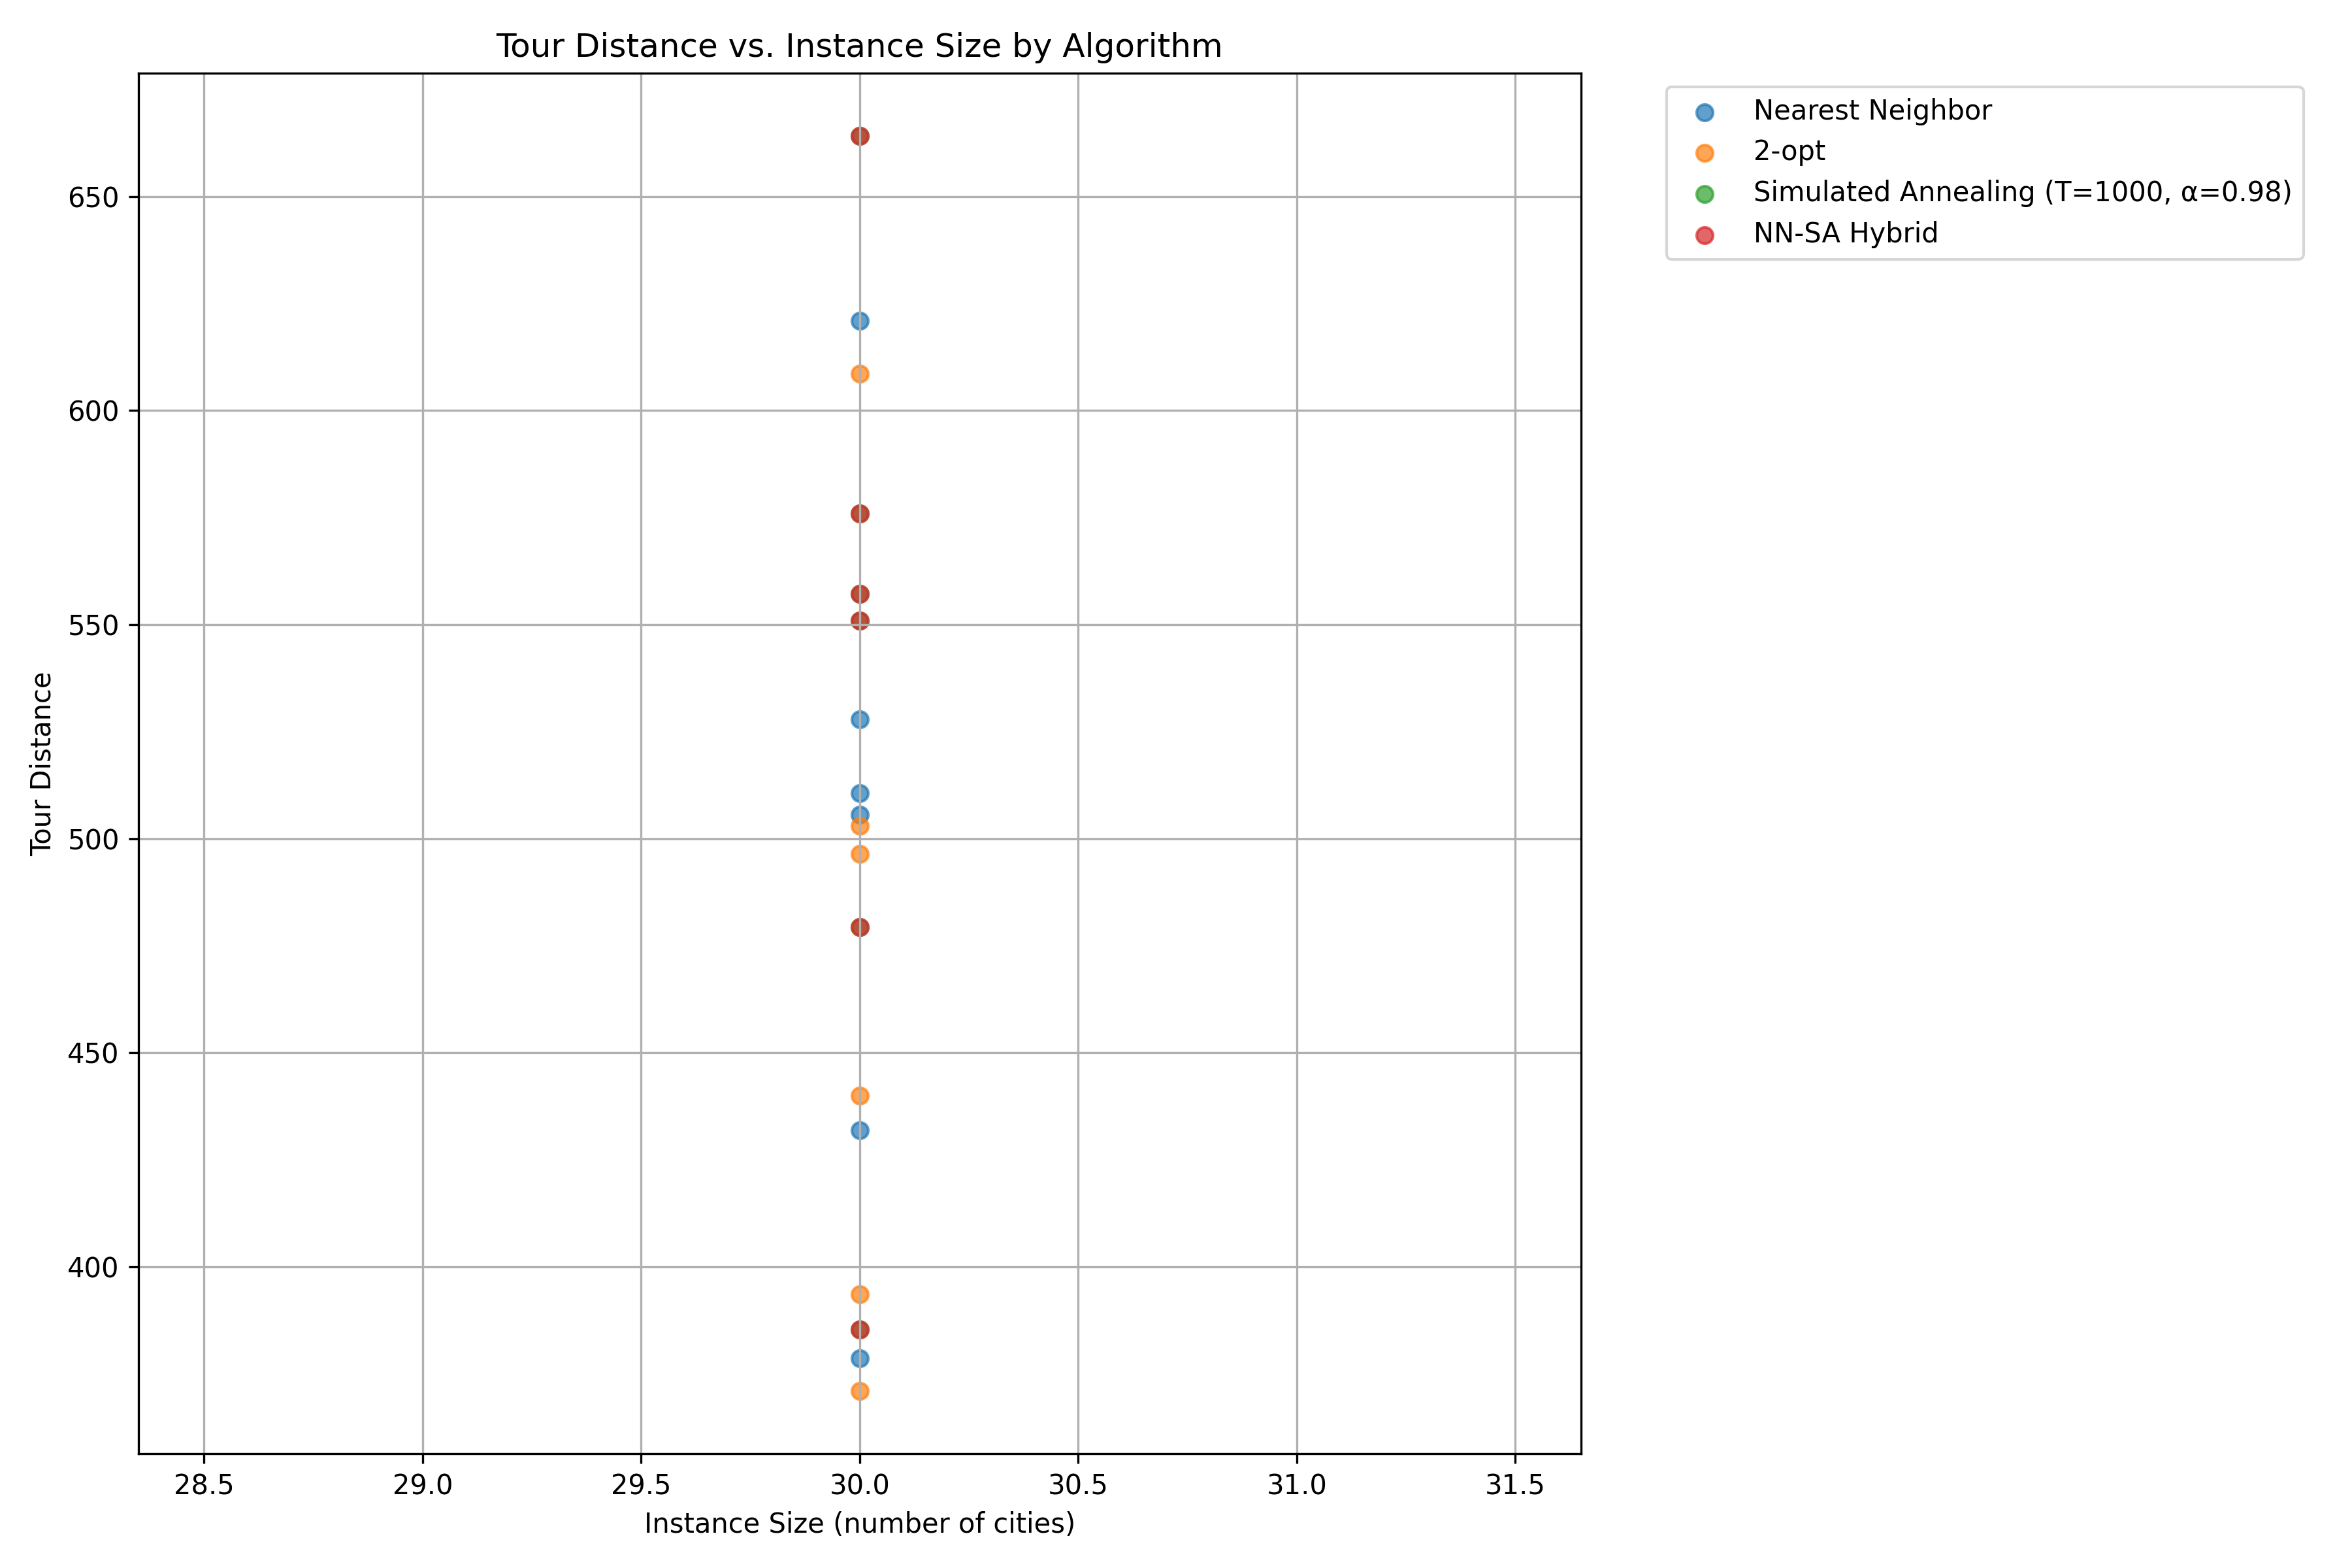 Tour Distance vs. Instance Size by Algorithm
Nearest Neighbor
2-opt
Simulated Annealing (T=1000, α=0.98)
NN-SA Hybrid
650
600
550
500
450
400
Tour Distance
28.5 29.0 29.5 30.0 30.5 31.0 31.5
Instance Size (number of cities)